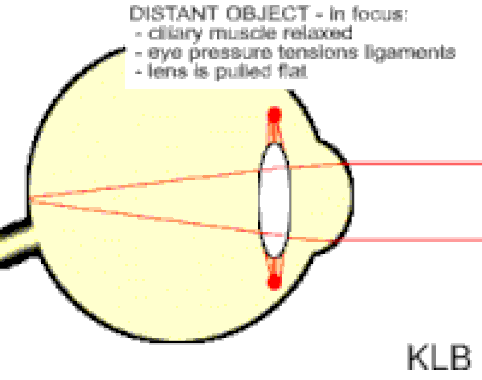 DISTANT OBJECT - in focus:
- ciliary muscle relaxed
- eye pressure tensions ligaments
- lens is pulled flat
KLB